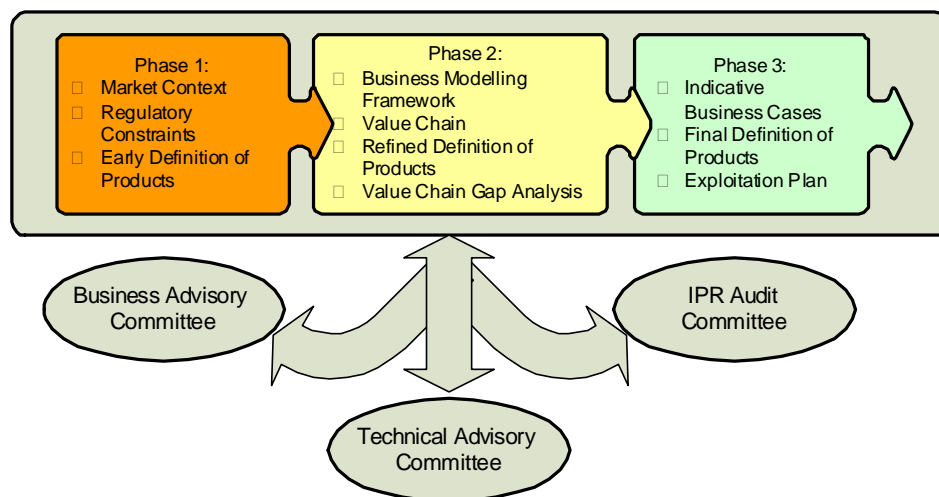 Phase 1:
□ Market Context
□ Regulatory
Constraints
□ Early Definition of
Products
Phase 2:
□ Business Modelling
Framework
□ Value Chain
□ Refined Definition of
Products
□ Value Chain Gap Analysis
Phase 3:
□ Indicative
Business Cases
□ Final Definition of
Products
□ Exploitation Plan
Business Advisory
Committee
IPR Audit
Committee
Technical Advisory
Committee